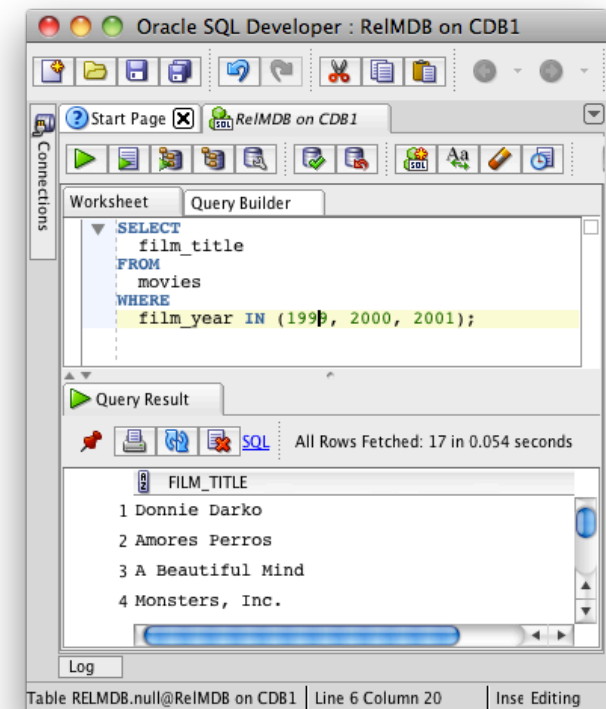 Oracle SQL Developer : RelMDB on CDB1
Connections
Start Page
RelMDB on CDB1
Worksheet
Query Builder
SELECT
film_title
FROM
movies
WHERE
film_year IN (1999, 2000, 2001);
Query Result
SQL
All Rows Fetched: 17 in 0.054 seconds
FILM_TITLE
1 Donnie Darko
2 Amores Perros
3 A Beautiful Mind
4 Monsters, Inc.
Log
Table RELMDB.null@RelMDB on CDB1
Line 6 Column 20
Inse Editing